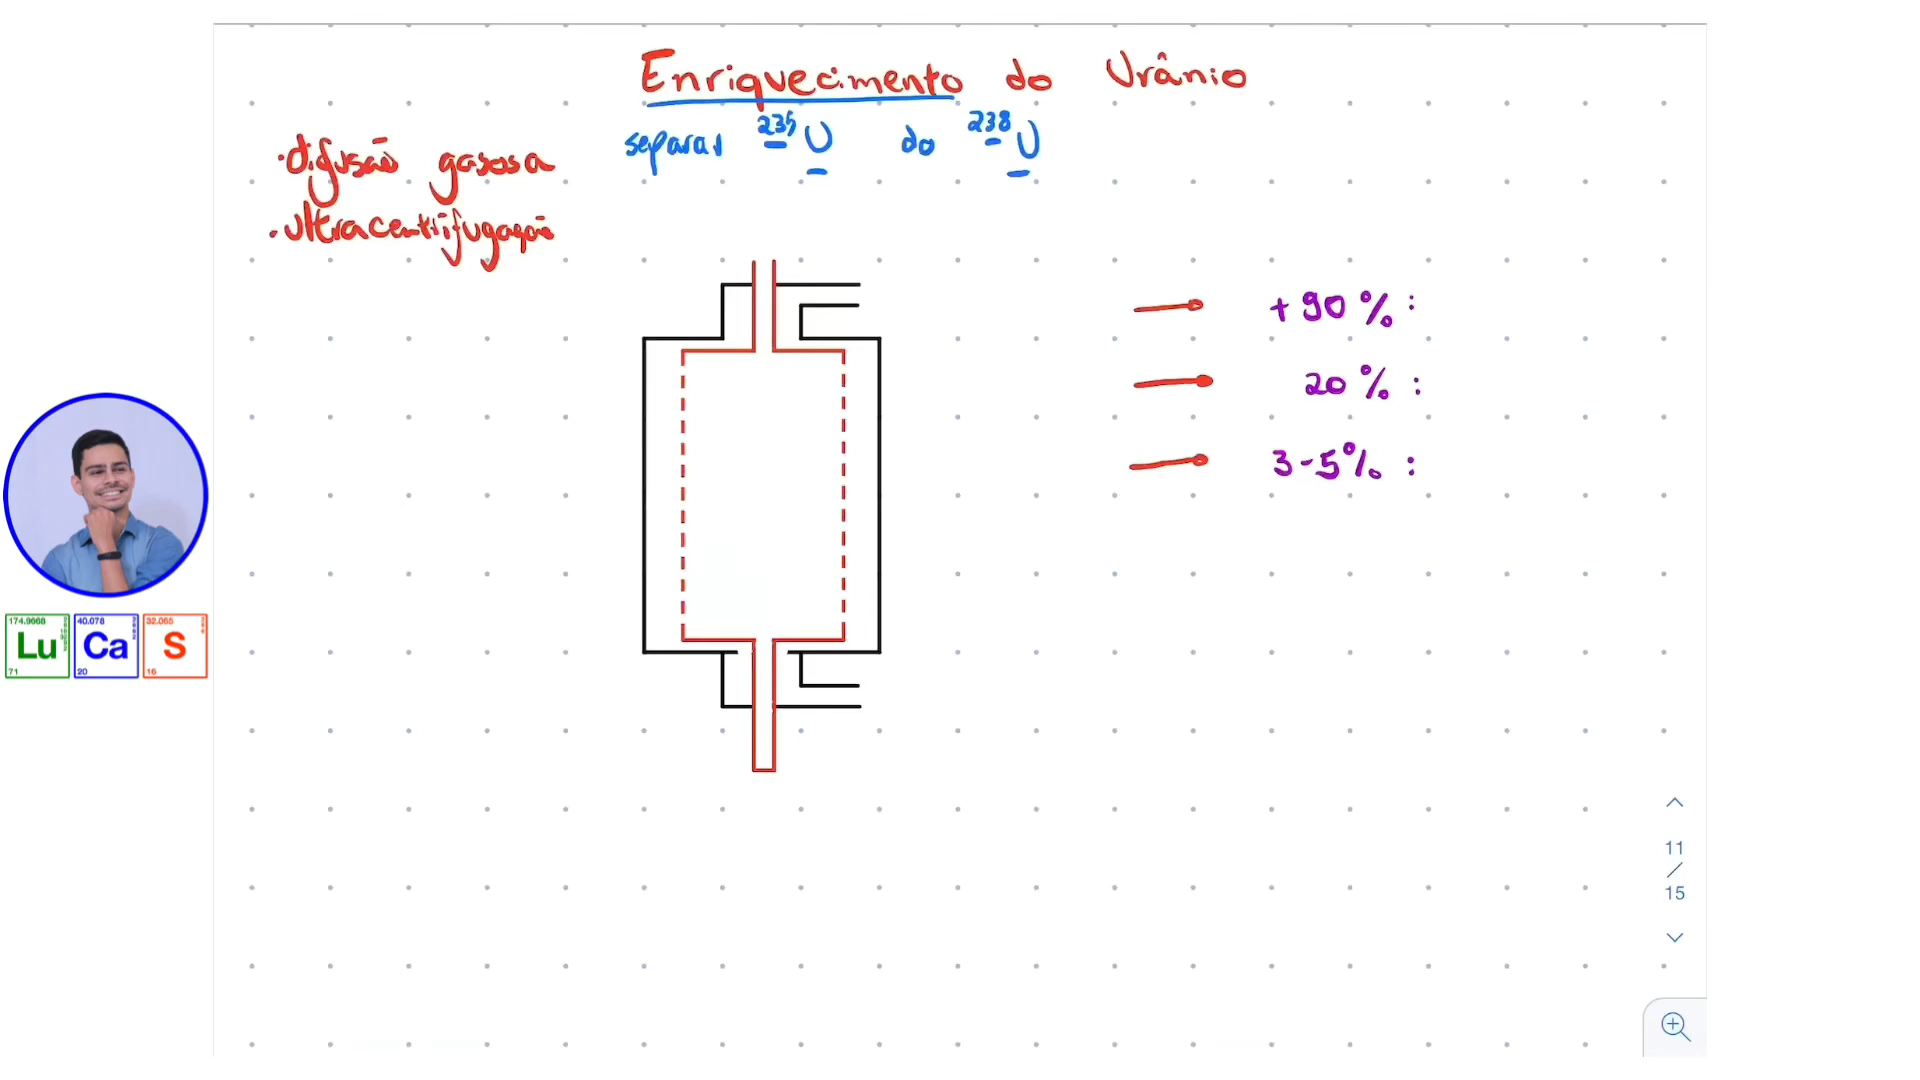 Enriquecimento do Urânio
separar 235U do 238U
• difusão gasosa
• ultracentrifugação
+90% :
20% :
3-5% :
174.9668
Lu
71
40.078
Ca
20
32.065
S
16
11
/
15